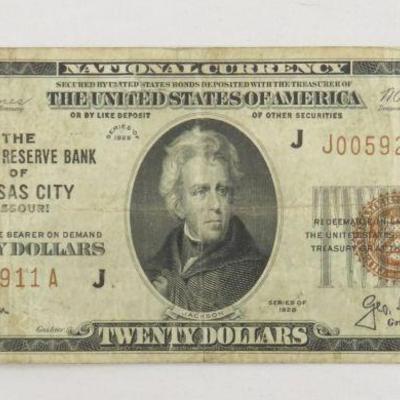 NATIONAL CURRENCY
SECURED BY UNITED STATES BONDS DEPOSITED WITH THE TREASURER OF
THE UNITED STATES OF AMERICA
OR BY LIKE DEPOSIT
OF OTHER SECURITIES
SERIES OF
1929
THE
RESERVE BANK
OF
SAS CITY
SSOURI
E BEARER ON DEMAND
Y DOLLARS
911 A
J
J
J00592
REDEEMABLE IN LA
THE UNITED STATES
TREASURY OR AT
JACKSON
SERIES OF
1929
Geo.
TWENTY DOLLARS